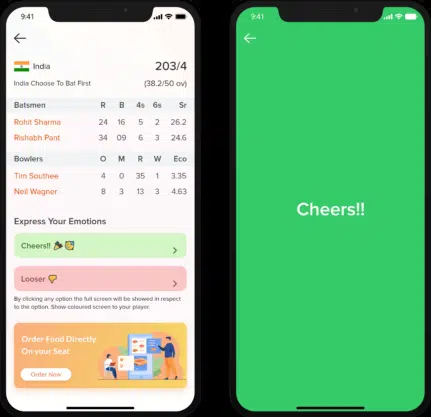 9:41
India 203/4
India Choose To Bat First (38.2/50 ov)
Batsmen R B 4s 6s Sr
Rohit Sharma 24 16 5 2 26.2
Rishabh Pant 34 09 6 3 24.6
Bowlers O M R W Eco
Tim Southee 4 0 35 1 3.35
Neil Wagner 8 3 13 3 4.63
Express Your Emotions
Cheers!!
Looser
By clicking any option the full screen will be showed in respect
to the option. Show coloured screen to your player.
Order Food Directly
On your Seat
Order Now
9:41
Cheers!!